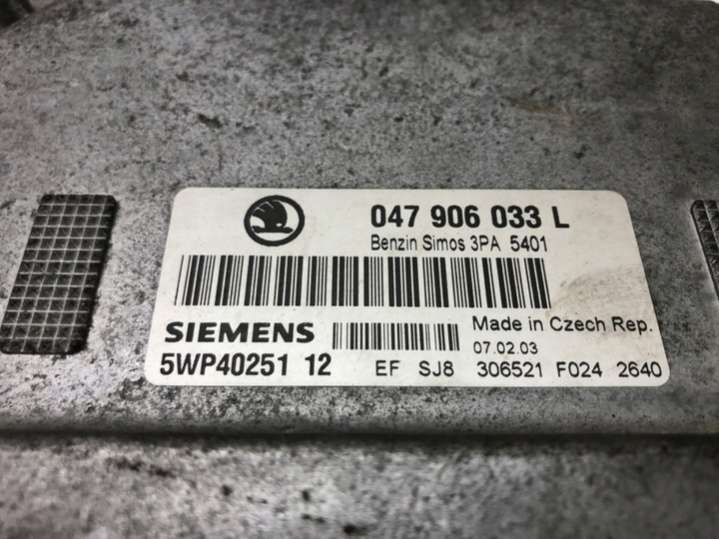 047 906 033 L
Benzin Simos 3PA 5401
SIEMENS
Made in Czech Rep.
07.02.03
5WP40251 12
EF SJ8 306521 F024 2640